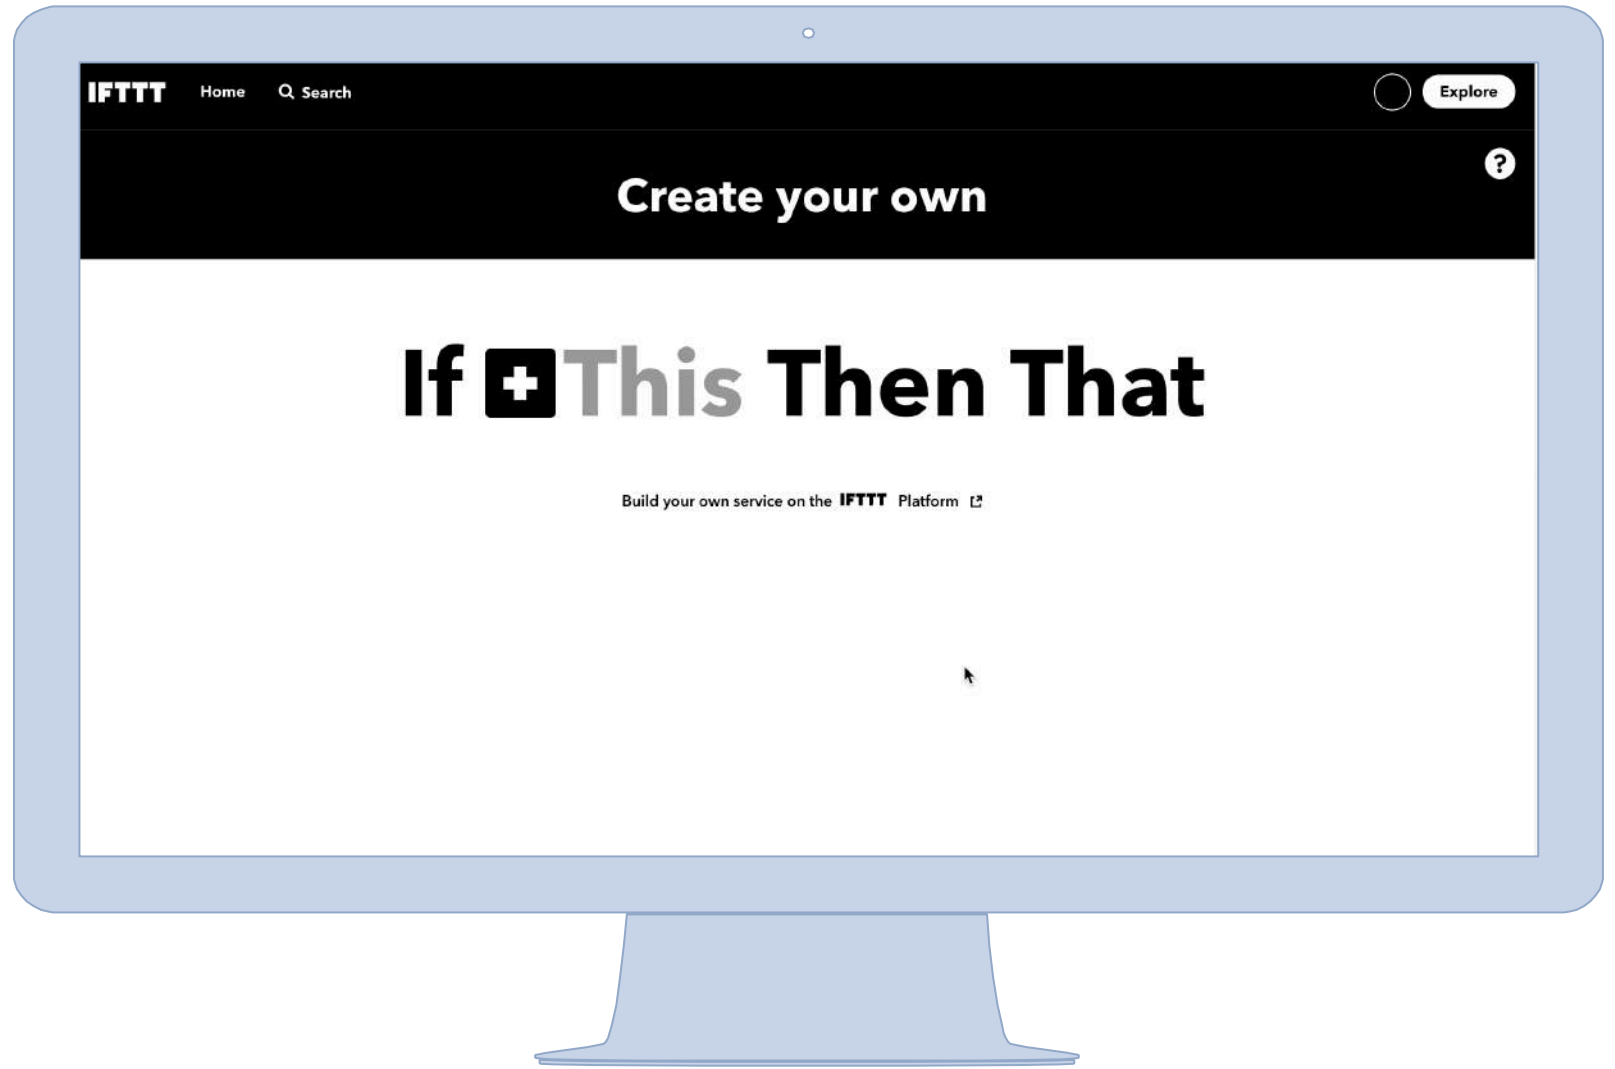 IFTTT Home Search Explore
?
Create your own
If This Then That
Build your own service on the IFTTT Platform